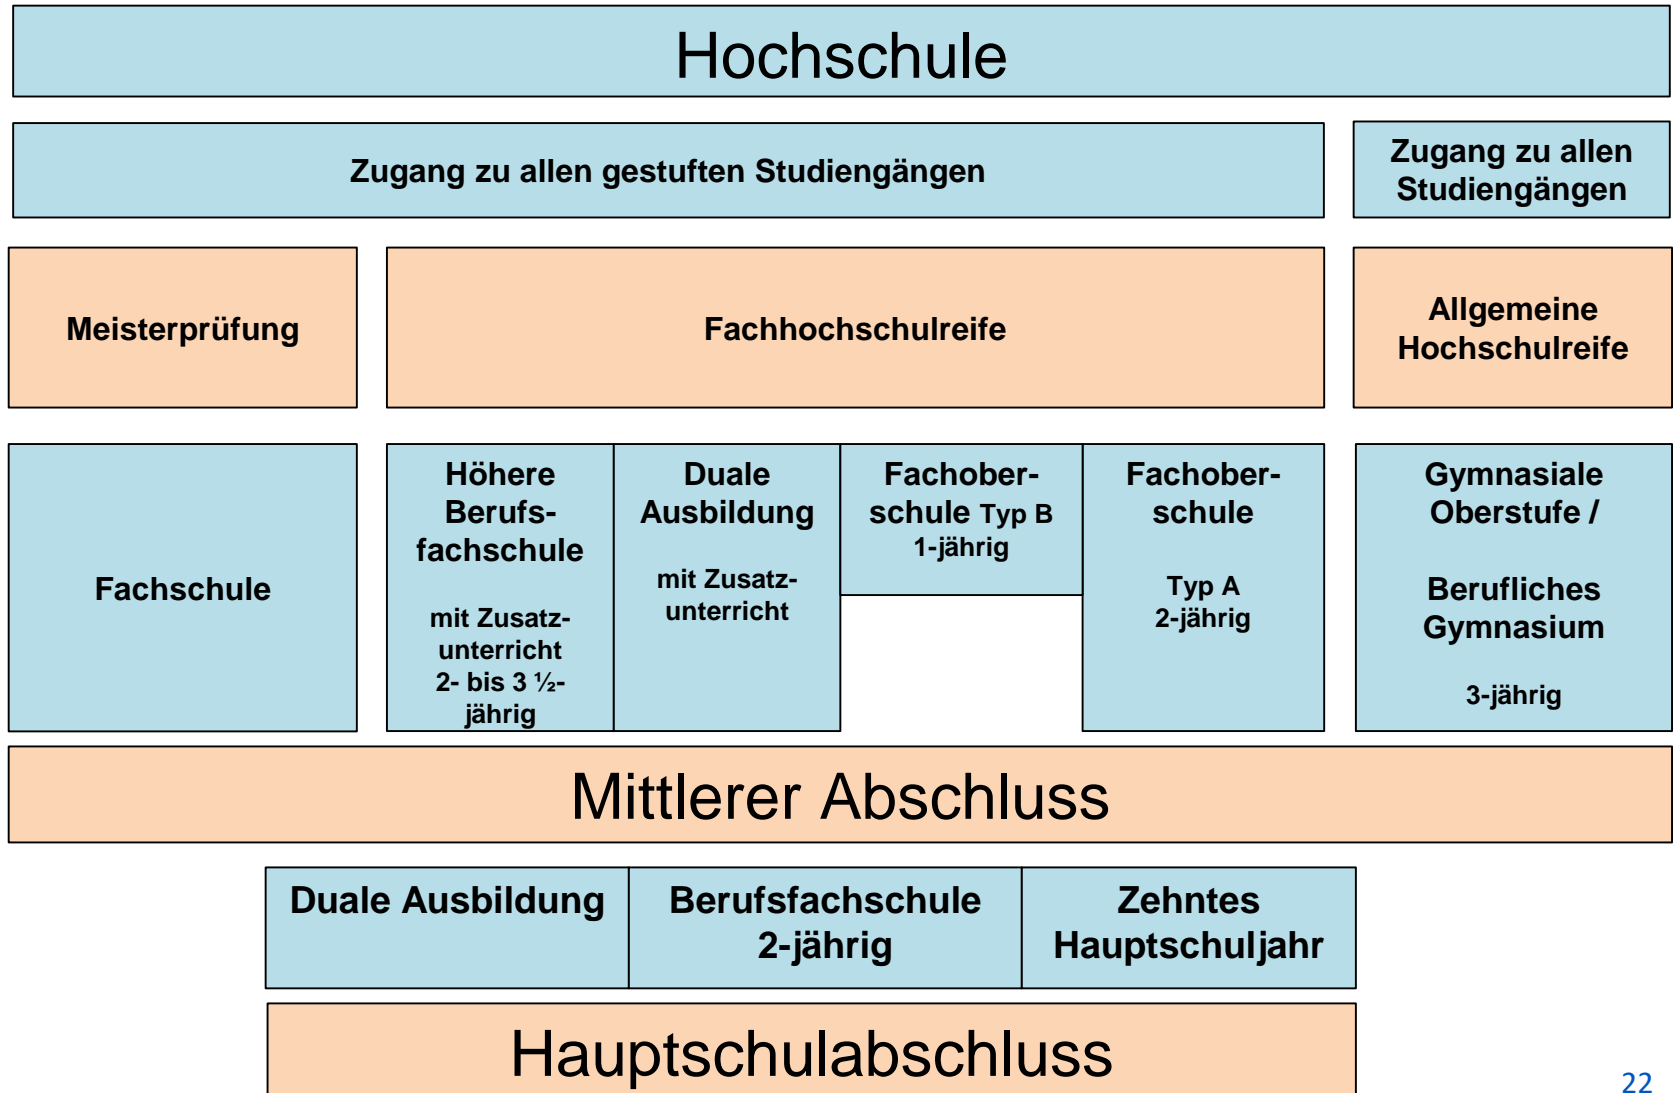 Hochschule
Zugang zu allen gestuften Studiengängen
Zugang zu allen
Studiengängen
Meisterprüfung
Fachhochschulreife
Allgemeine
Hochschulreife
Fachschule
Höhere
Berufs-
fachschule
mit Zusatz-
unterricht
2- bis 3 ½-
jährig
Duale
Ausbildung
mit Zusatz-
unterricht
Fachober-
schule Typ B
1-jährig
Fachober-
schule
Typ A
2-jährig
Gymnasiale
Oberstufe /
Berufliches
Gymnasium
3-jährig
Mittlerer Abschluss
Duale Ausbildung
Berufsfachschule
2-jährig
Zehntes
Hauptschuljahr
Hauptschulabschluss
22